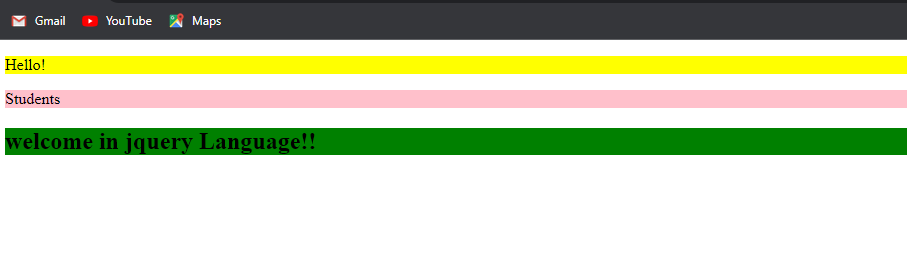 Gmail YouTube Maps
Hello!
Students
welcome in jquery Language!!